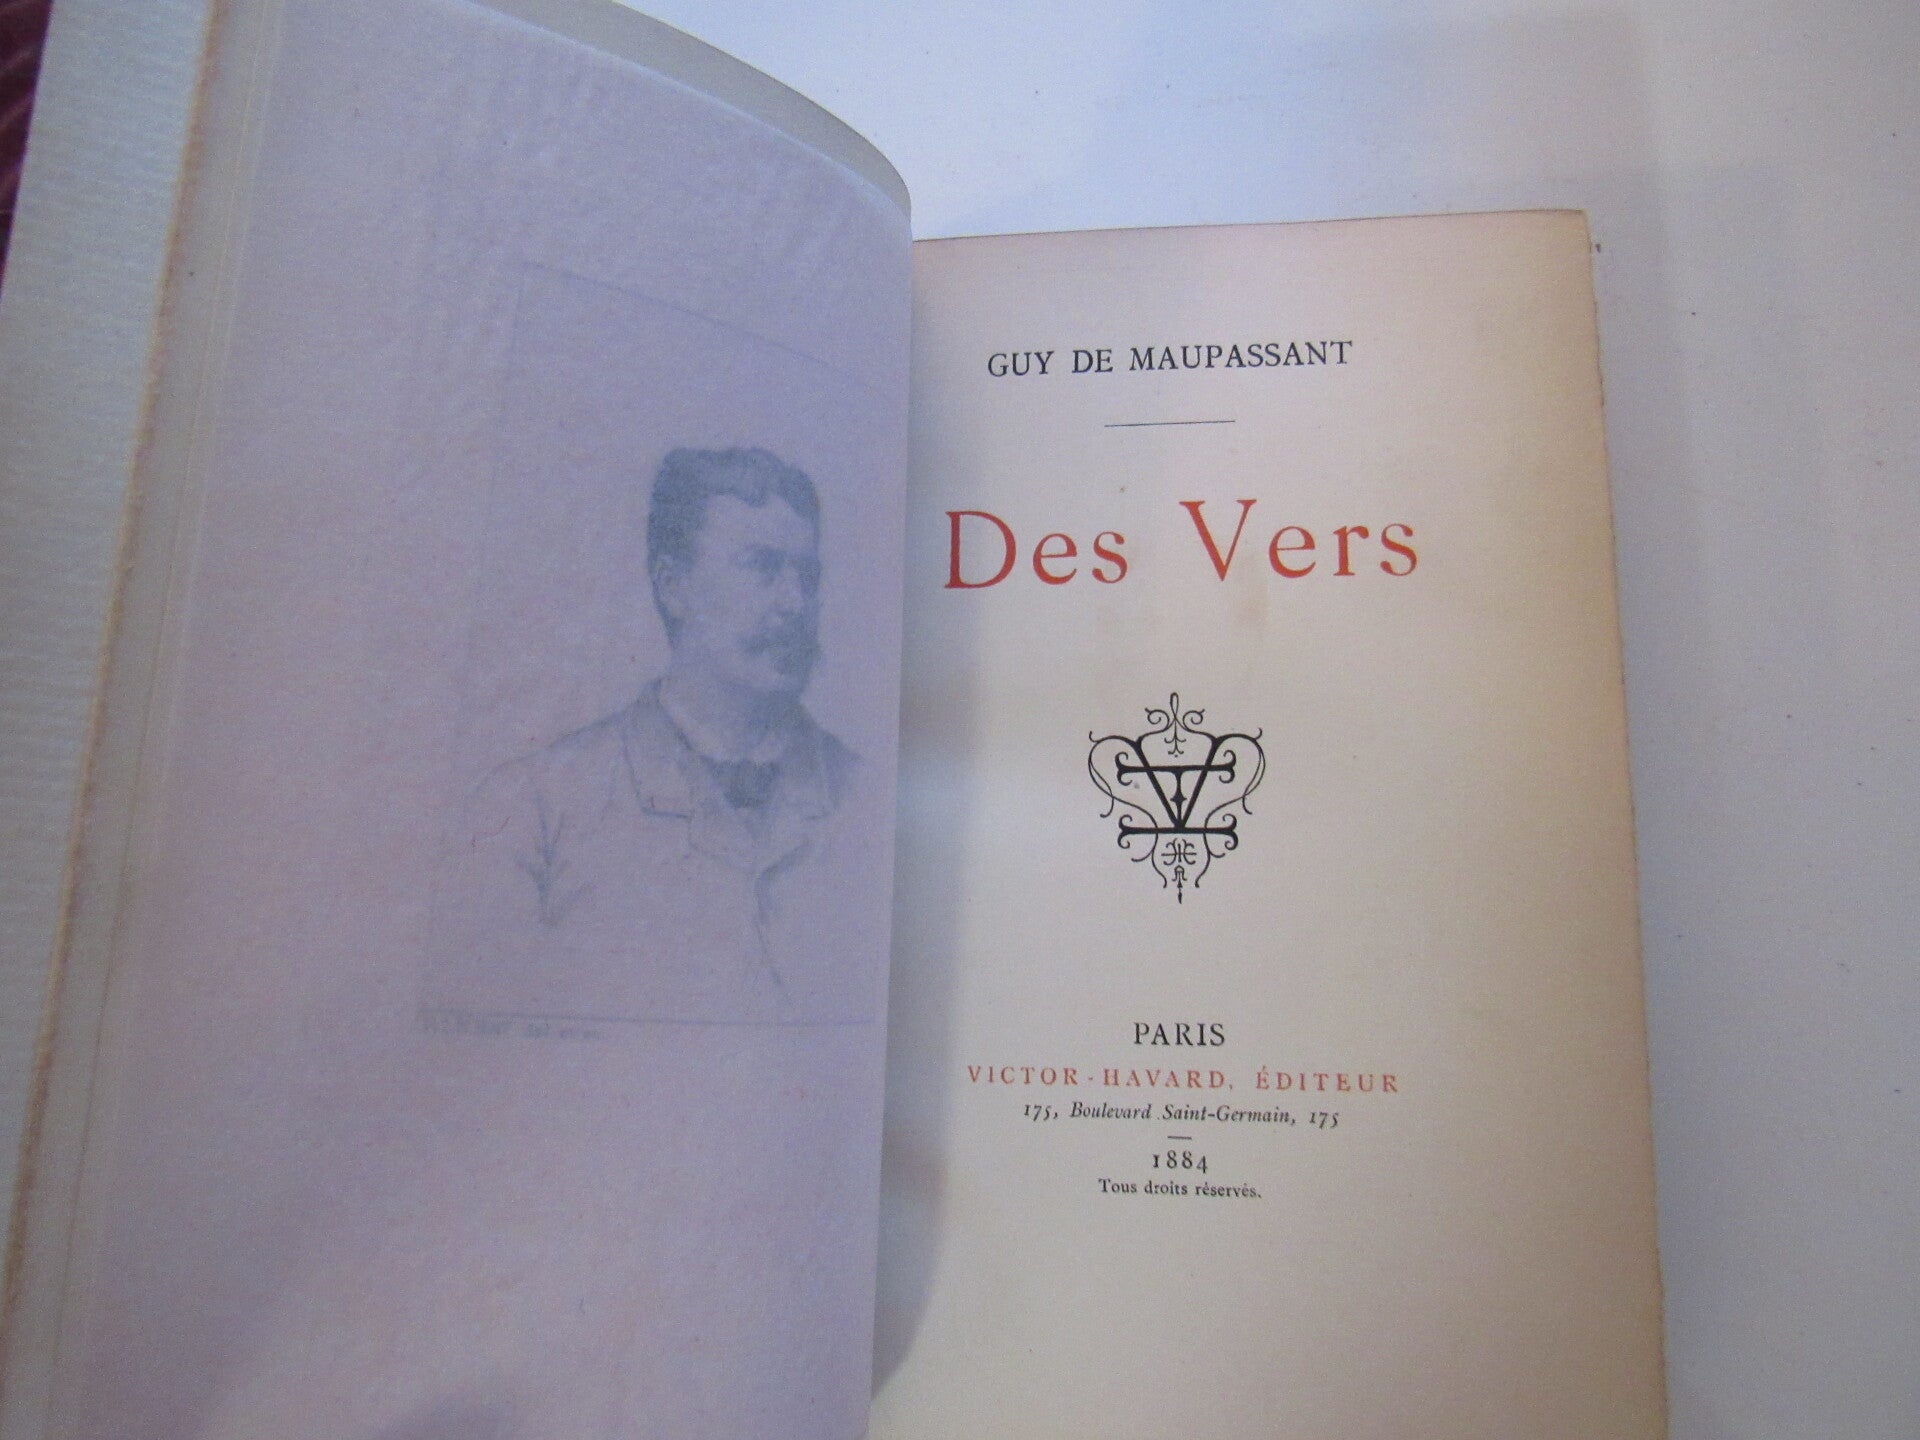 GUY DE MAUPASSANT
Des Vers
PARIS
VICTOR-HAVARD, ÉDITEUR
175, Boulevard Saint-Germain, 175
1884
Tous droits réservés.